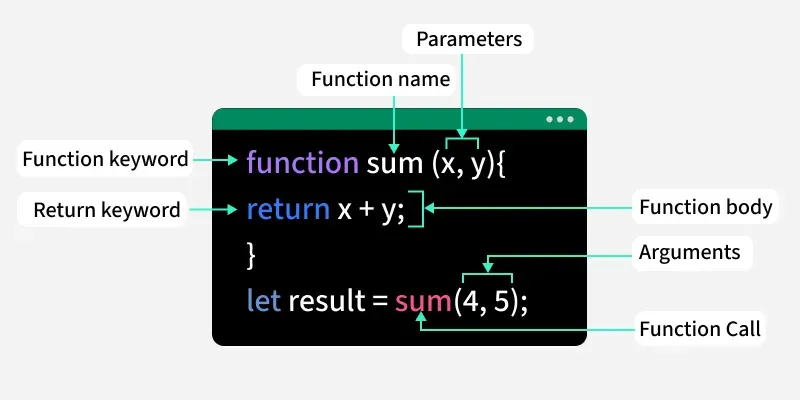 Parameters
Function name
Function keyword
function sum (x, y){
Return keyword
return x + y;
Function body
}
Arguments
let result = sum(4, 5);
Function Call